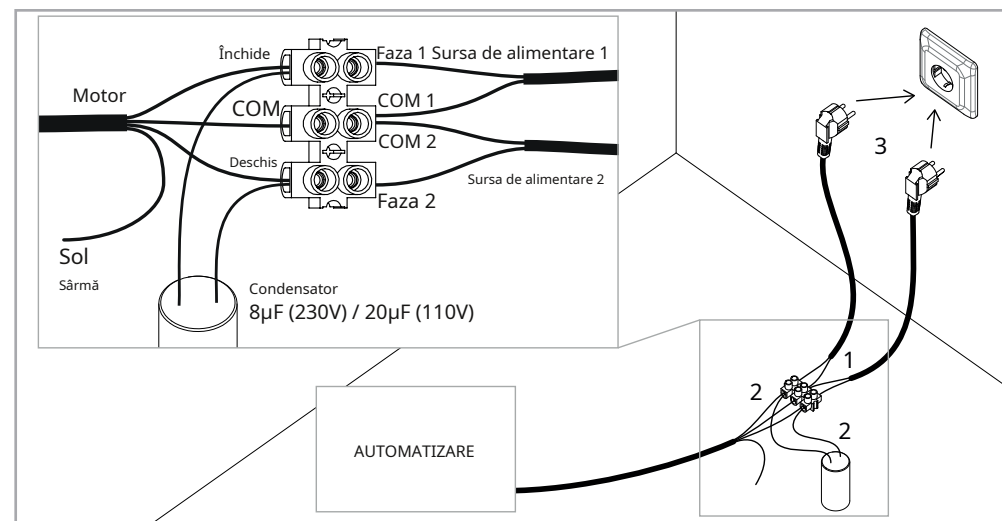 Închide
Faza 1 Sursa de alimentare 1
Motor
COM
COM 1
COM 2
Deschis
Sursa de alimentare 2
Faza 2
Sol
Sârmă
Condensator
8µF (230V) / 20µF (110V)
3
1
2
2
AUTOMATIZARE